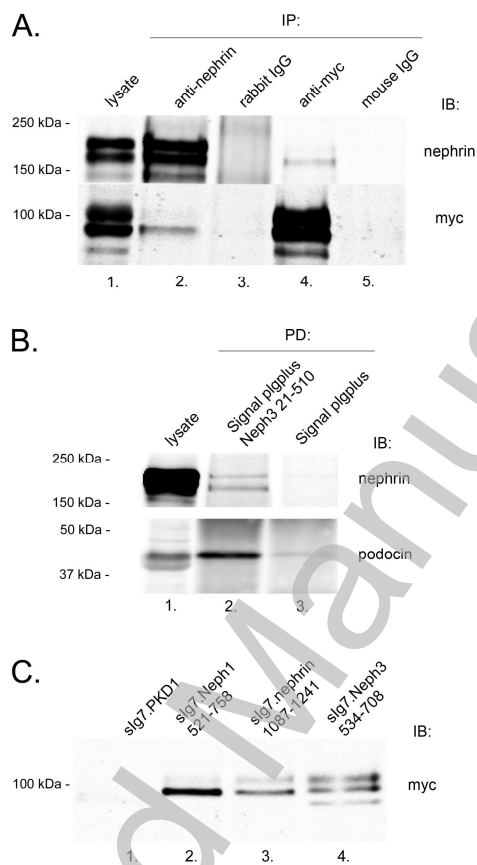 A.
IP:
lysate
anti-nephrin
rabbit IgG
anti-myc
mouse IgG
IB:
250 kDa -
nephrin
150 kDa -
100 kDa -
myc
1. 2. 3. 4. 5.
B.
PD:
lysate
Signal pIgplus
Neph3 21-510
Signal pIgplus
IB:
250 kDa -
nephrin
150 kDa -
50 kDa -
podocin
37 kDa -
1. 2. 3.
C.
sIg7.PKD1
sIg7.Neph1
521-758
sIg7.nephrin
1087-1241
sIg7.Neph3
534-708
IB:
100 kDa -
myc
1. 2. 3. 4.
d Manus